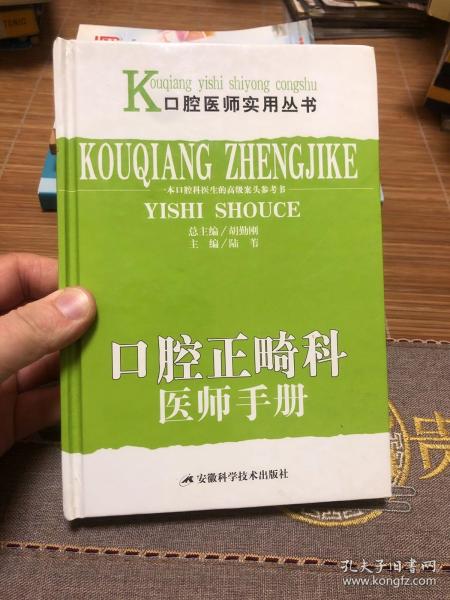 Kouqiang yishi shiyong congshu
口腔医师实用丛书
KOUQIANG ZHENGJIKE
一本口腔科医生的高级案头参考书
YISHI SHOUCE
总主编／胡勤刚
主　编／陆　苇
口腔正畸科
医师手册
安徽科学技术出版社
贵
孔夫子旧书网
www.kongfz.com